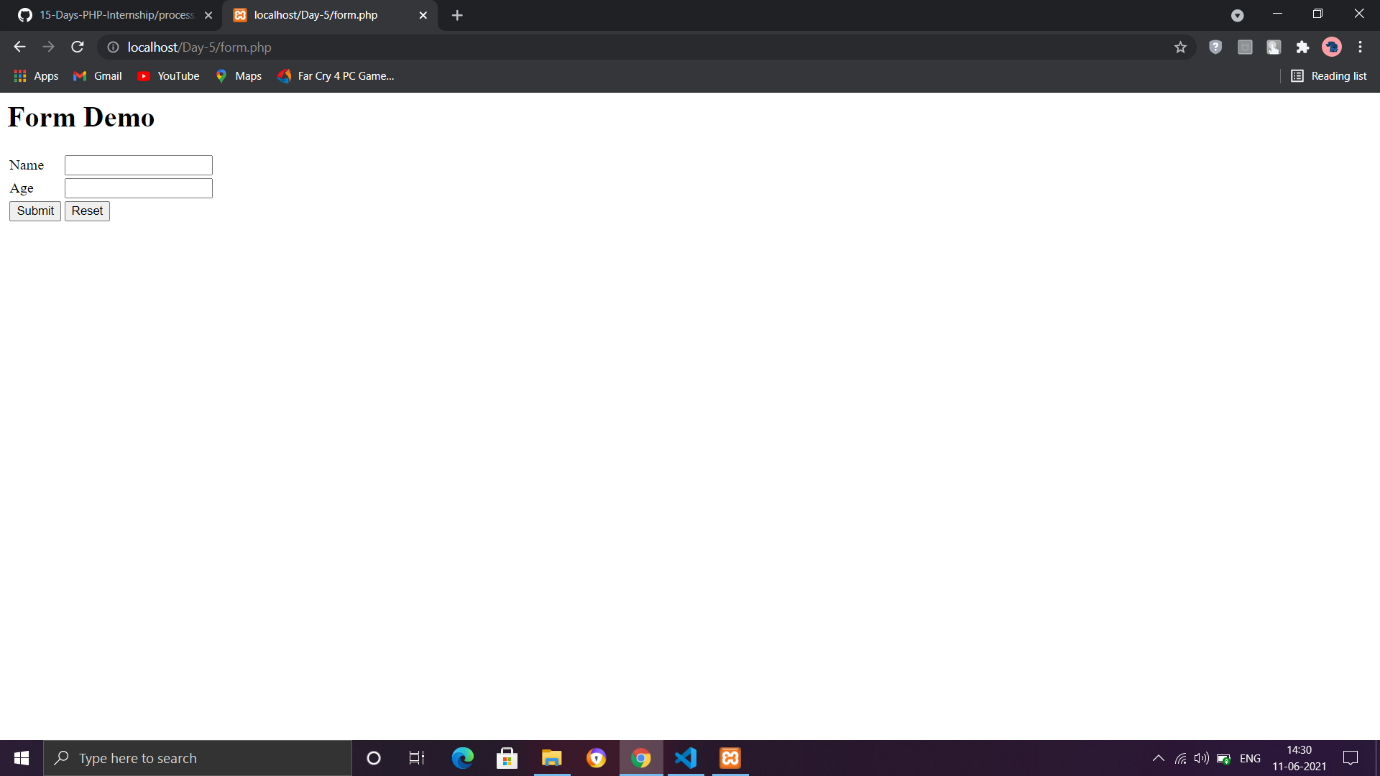 15-Days-PHP-Internship/process
localhost/Day-5/form.php
localhost/Day-5/form.php
Apps Gmail YouTube Maps Far Cry 4 PC Game... Reading list
Form Demo
Name
Age
Submit Reset
Type here to search
ENG
14:30
11-06-2021